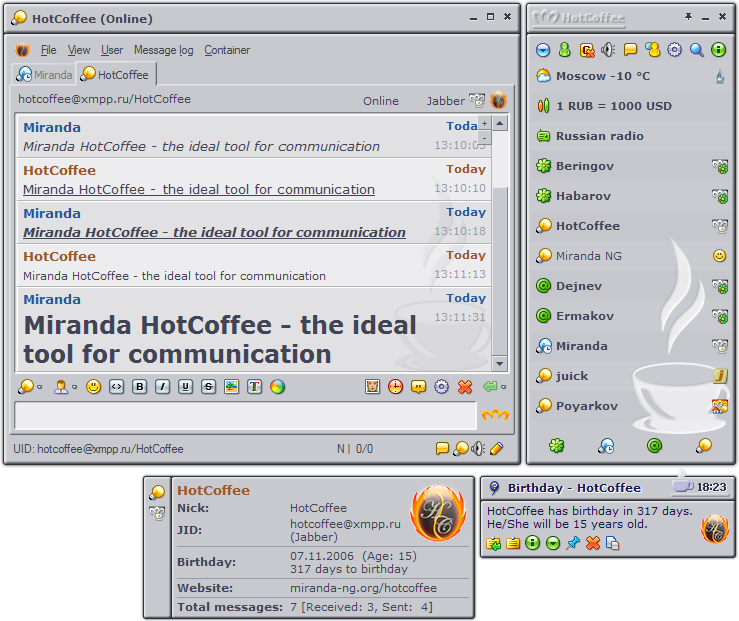 HotCoffee (Online)
File View User Message log Container
Miranda HotCoffee
hotcoffee@xmpp.ru/HotCoffee Online Jabber
Miranda Today
Miranda HotCoffee - the ideal tool for communication 13:10:03
HotCoffee Today
Miranda HotCoffee - the ideal tool for communication 13:10:10
Miranda Today
Miranda HotCoffee - the ideal tool for communication 13:10:18
HotCoffee Today
Miranda HotCoffee - the ideal tool for communication 13:11:13
Miranda Today
Miranda HotCoffee - the ideal 13:11:31
tool for communication
UID: hotcoffee@xmpp.ru/HotCoffee N | 0/0
HotCoffee
Moscow -10 °C
1 RUB = 1000 USD
Russian radio
Beringov
Habarov
HotCoffee
Miranda NG
Dejnev
Ermakov
Miranda
juick
Poyarkov
HotCoffee
Nick: HotCoffee
JID: hotcoffee@xmpp.ru
(Jabber)
Birthday: 07.11.2006 (Age: 15)
317 days to birthday
Website: miranda-ng.org/hotcoffee
Total messages: 7 [Received: 3, Sent: 4]
Birthday - HotCoffee 18:23
HotCoffee has birthday in 317 days.
He/She will be 15 years old.